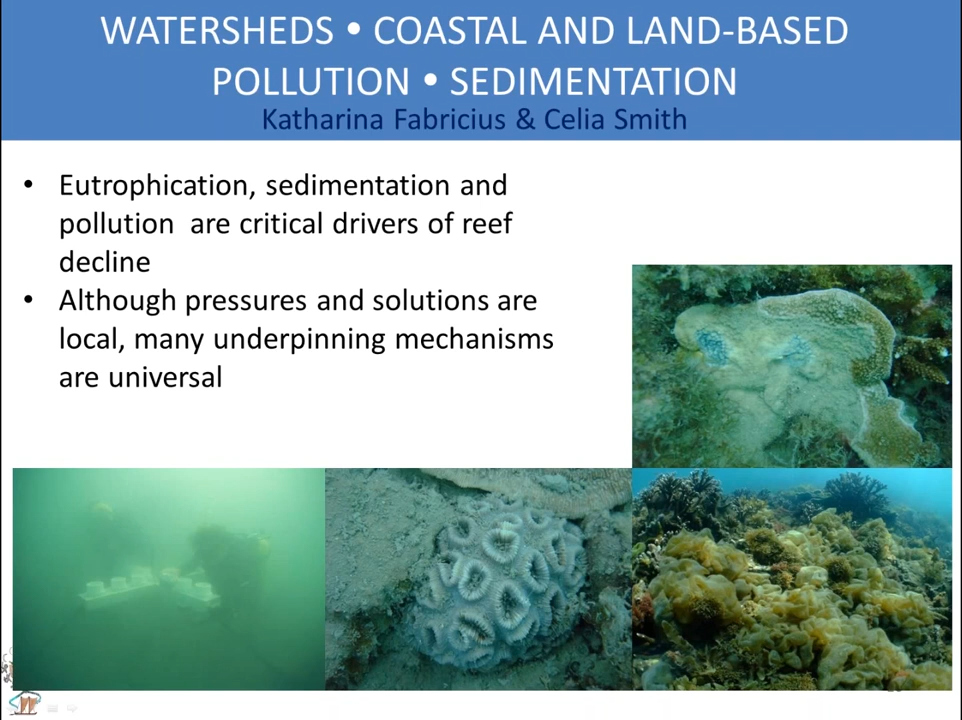 WATERSHEDS • COASTAL AND LAND-BASED
POLLUTION • SEDIMENTATION
Katharina Fabricius & Celia Smith
• Eutrophication, sedimentation and
pollution are critical drivers of reef
decline
• Although pressures and solutions are
local, many underpinning mechanisms
are universal